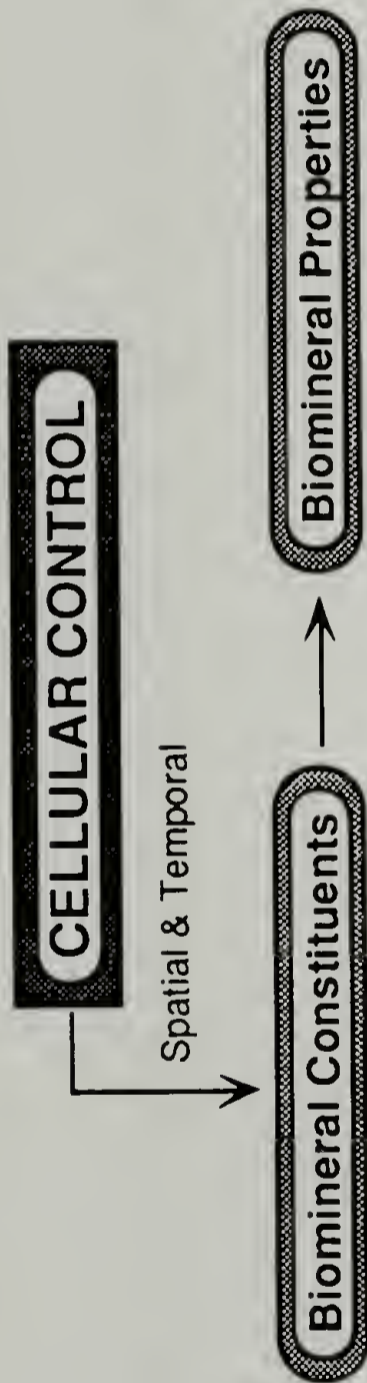 CELLULAR CONTROL
Spatial & Temporal
Biomineral Constituents
Biomineral Properties